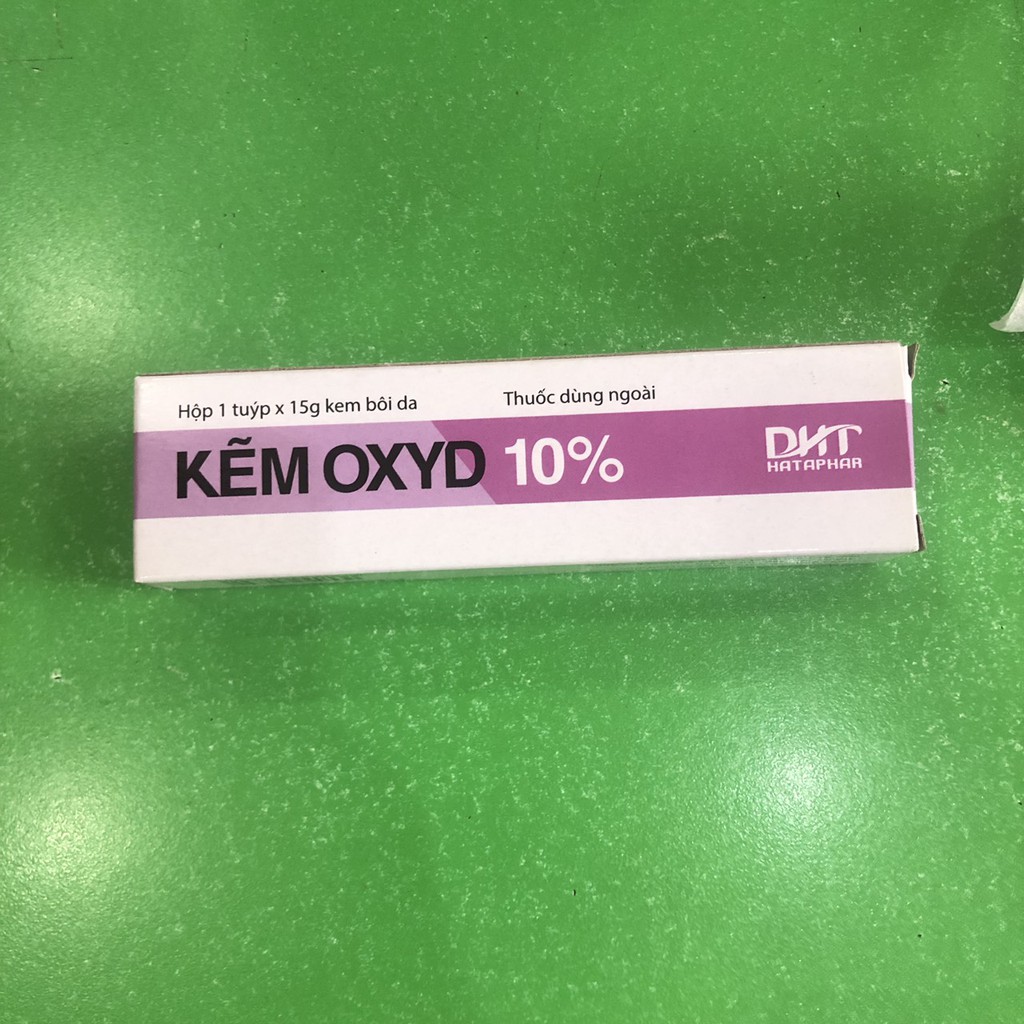 Hộp 1 tuýp x 15g kem bôi da
Thuốc dùng ngoài
KẼM OXYD 10%
DHT
HATAPHAR